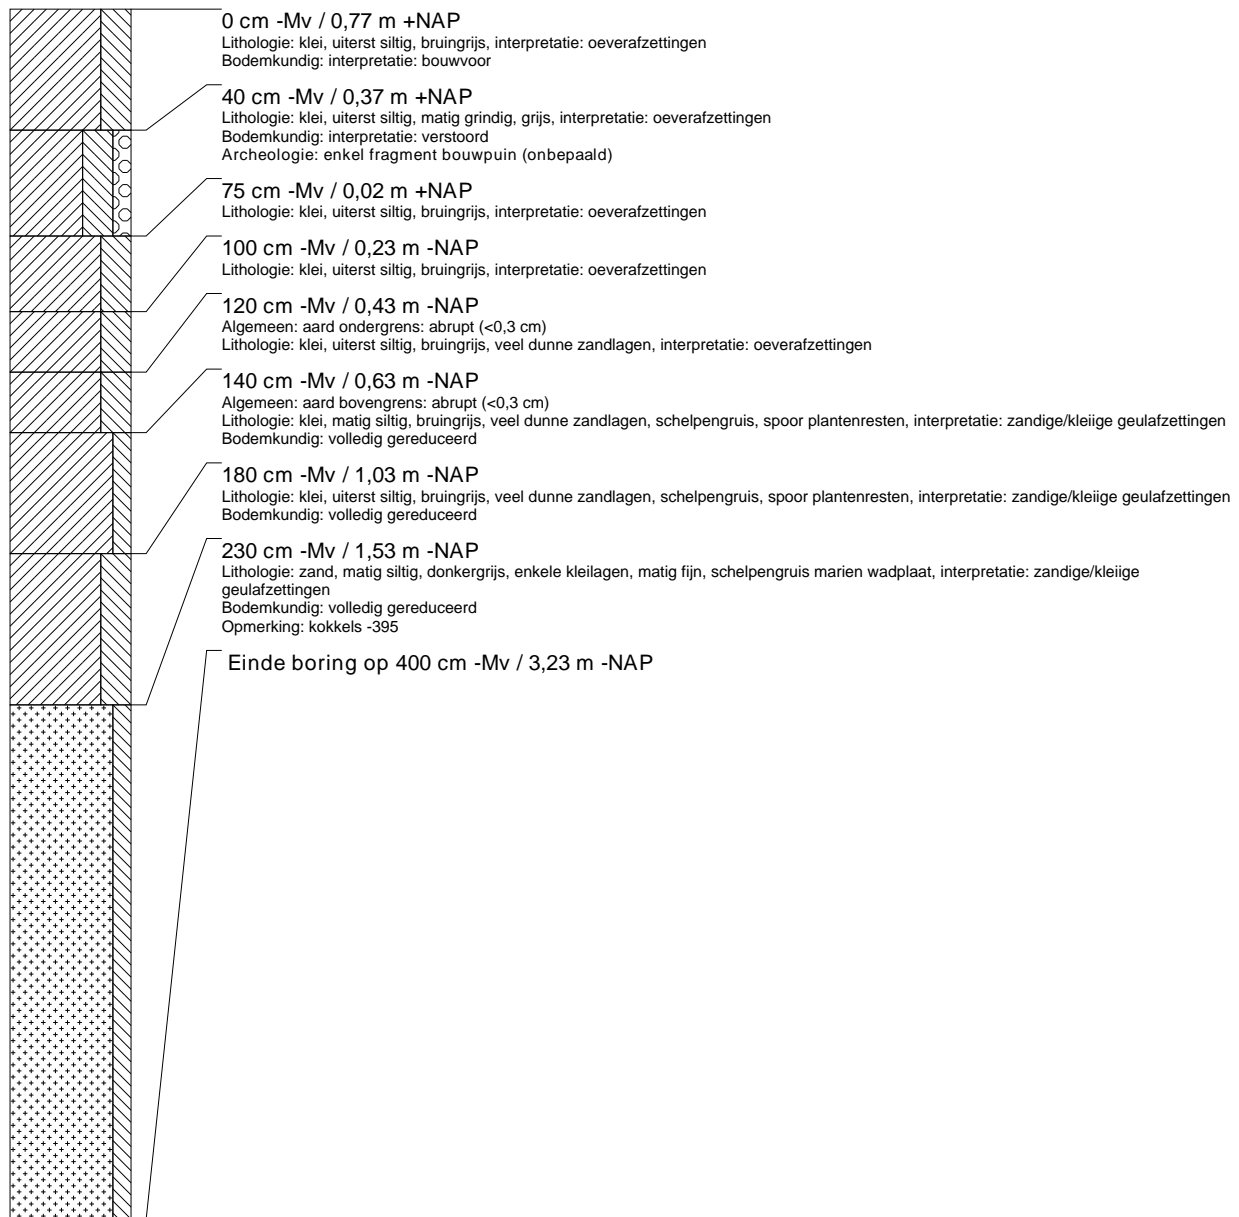 0 cm -Mv / 0,77 m +NAP
Lithologie: klei, uiterst siltig, bruingrijs, interpretatie: oeverafzettingen
Bodemkundig: interpretatie: bouwvoor
40 cm -Mv / 0,37 m +NAP
Lithologie: klei, uiterst siltig, matig grindig, grijs, interpretatie: oeverafzettingen
Bodemkundig: interpretatie: verstoord
Archeologie: enkel fragment bouwpuin (onbepaald)
75 cm -Mv / 0,02 m +NAP
Lithologie: klei, uiterst siltig, bruingrijs, interpretatie: oeverafzettingen
100 cm -Mv / 0,23 m -NAP
Lithologie: klei, uiterst siltig, bruingrijs, interpretatie: oeverafzettingen
120 cm -Mv / 0,43 m -NAP
Algemeen: aard ondergrens: abrupt (<0,3 cm)
Lithologie: klei, uiterst siltig, bruingrijs, veel dunne zandlagen, interpretatie: oeverafzettingen
140 cm -Mv / 0,63 m -NAP
Algemeen: aard bovengrens: abrupt (<0,3 cm)
Lithologie: klei, matig siltig, bruingrijs, veel dunne zandlagen, schelpengruis, spoor plantenresten, interpretatie: zandige/kleiige geulafzettingen
Bodemkundig: volledig gereduceerd
180 cm -Mv / 1,03 m -NAP
Lithologie: klei, uiterst siltig, bruingrijs, veel dunne zandlagen, schelpengruis, spoor plantenresten, interpretatie: zandige/kleiige geulafzettingen
Bodemkundig: volledig gereduceerd
230 cm -Mv / 1,53 m -NAP
Lithologie: zand, matig siltig, donkergrijs, enkele kleilagen, matig fijn, schelpengruis marien wadplaat, interpretatie: zandige/kleiige
geulafzettingen
Bodemkundig: volledig gereduceerd
Opmerking: kokkels -395
Einde boring op 400 cm -Mv / 3,23 m -NAP